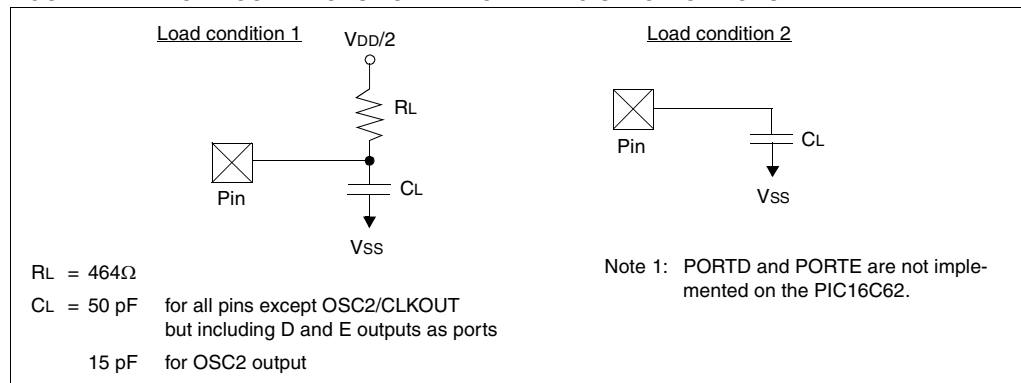 Load condition 1
VDD/2
RL
Pin
CL
VSS
Load condition 2
Pin
CL
VSS
RL = 464Ω
CL = 50 pF for all pins except OSC2/CLKOUT
but including D and E outputs as ports
15 pF for OSC2 output
Note 1: PORTD and PORTE are not imple-
mented on the PIC16C62.